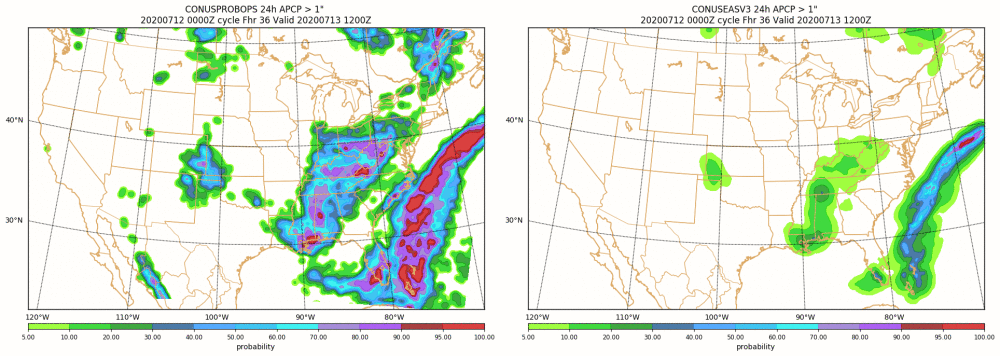 CONUSPROBOPS 24h APCP > 1"
20200712 0000Z cycle Fhr 36 Valid 20200713 1200Z
40°N
30°N
120°W 110°W 100°W 90°W 80°W
5.00 10.00 20.00 30.00 40.00 50.00 60.00 70.00 80.00 90.00 95.00 100.00
probability
CONUSEASV3 24h APCP > 1"
20200712 0000Z cycle Fhr 36 Valid 20200713 1200Z
40°N
30°N
120°W 110°W 100°W 90°W 80°W
5.00 10.00 20.00 30.00 40.00 50.00 60.00 70.00 80.00 90.00 95.00 100.00
probability